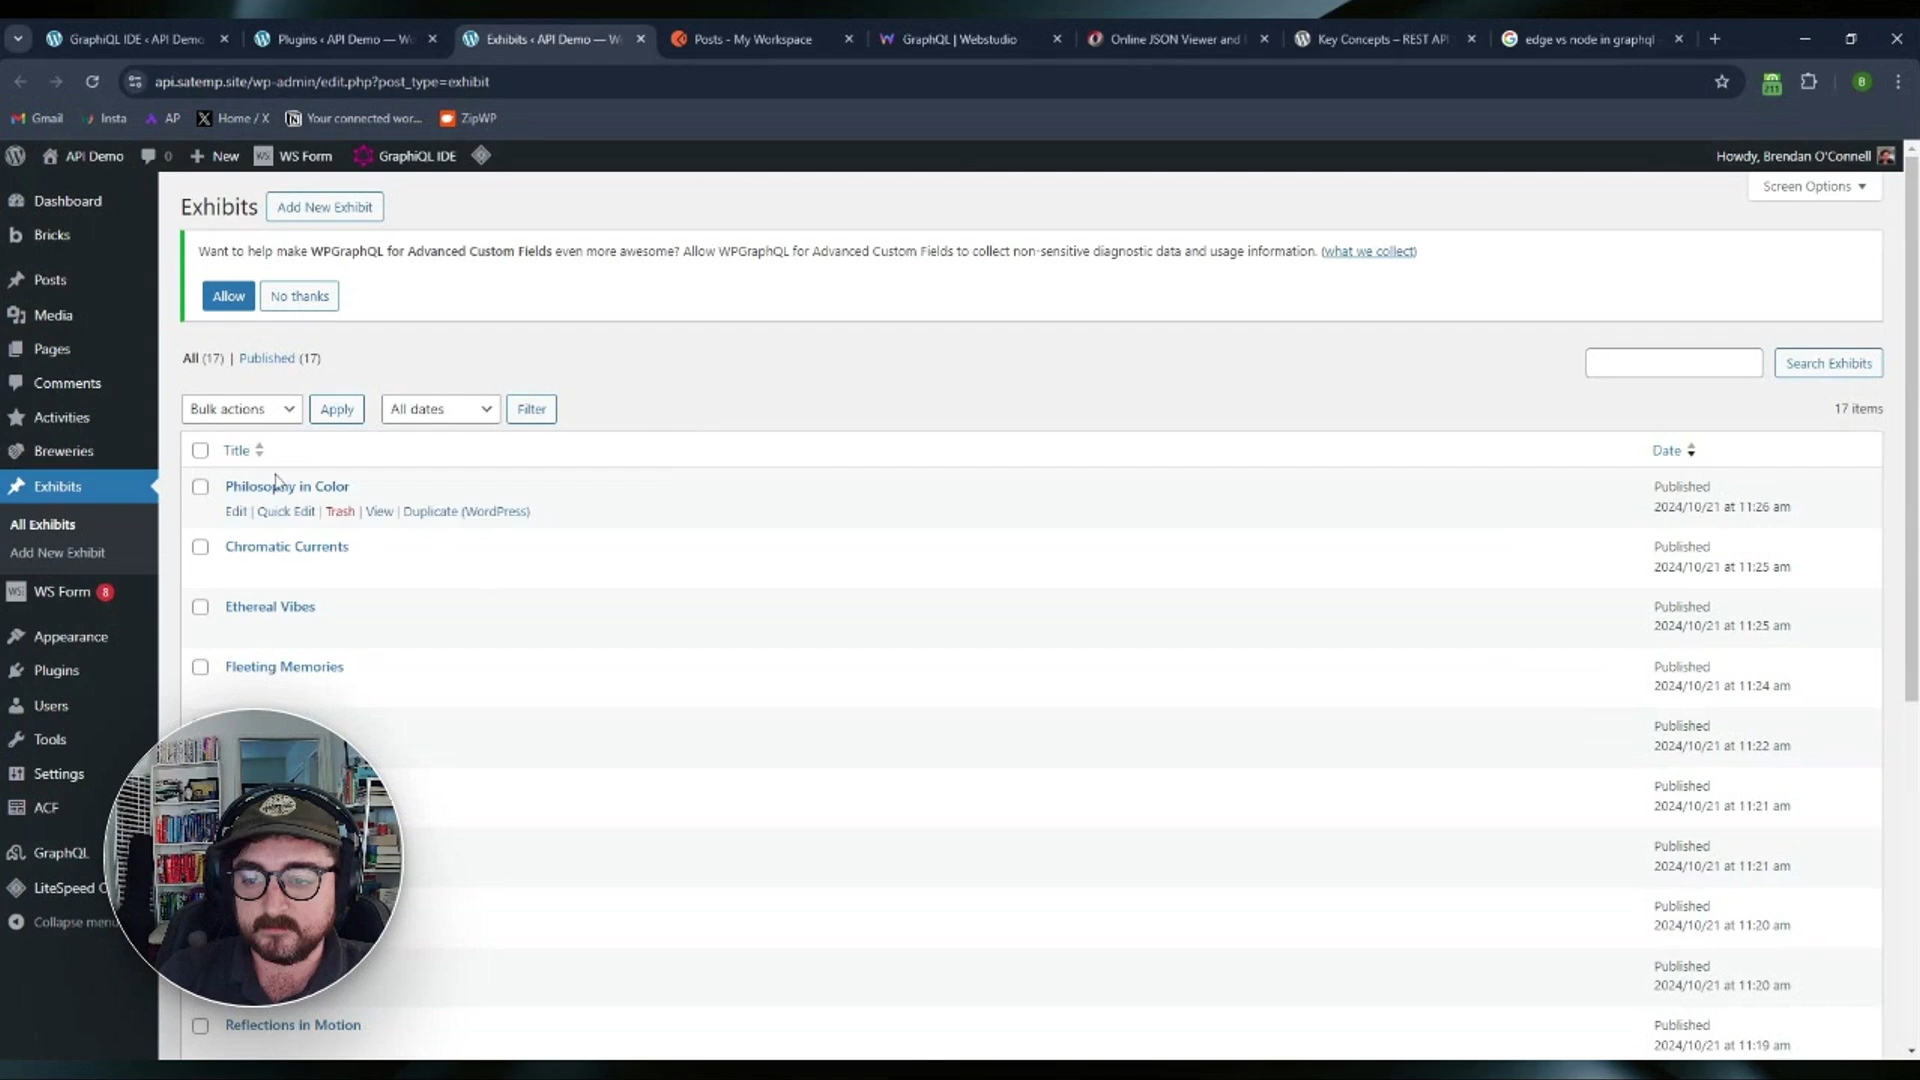 GraphiQL IDE ‹ API Demo
Plugins ‹ API Demo — W
Exhibits ‹ API Demo — W
Posts - My Workspace
GraphQL | Webstudio
Online JSON Viewer and
Key Concepts – REST API
edge vs node in graphql
api.satemp.site/wp-admin/edit.php?post_type=exhibit
211
B
Gmail
Insta
AP
Home / X
Your connected wor...
ZipWP
API Demo
0
New
WS Form
GraphiQL IDE
Howdy, Brendan O'Connell
Dashboard
Bricks
Posts
Media
Pages
Comments
Activities
Breweries
Exhibits
All Exhibits
Add New Exhibit
WS Form 8
Appearance
Plugins
Users
Tools
Settings
ACF
GraphQL
LiteSpeed C
Collapse menu
Screen Options
Exhibits
Add New Exhibit
Want to help make WPGraphQL for Advanced Custom Fields even more awesome? Allow WPGraphQL for Advanced Custom Fields to collect non-sensitive diagnostic data and usage information. (what we collect)
Allow
No thanks
All (17) | Published (17)
Search Exhibits
Bulk actions
Apply
All dates
Filter
17 items
Title
Date
Philosophy in Color
Edit | Quick Edit | Trash | View | Duplicate (WordPress)
Published
2024/10/21 at 11:26 am
Chromatic Currents
Published
2024/10/21 at 11:25 am
Ethereal Vibes
Published
2024/10/21 at 11:25 am
Fleeting Memories
Published
2024/10/21 at 11:24 am
Published
2024/10/21 at 11:22 am
Published
2024/10/21 at 11:21 am
Published
2024/10/21 at 11:21 am
Published
2024/10/21 at 11:20 am
Published
2024/10/21 at 11:20 am
Reflections in Motion
Published
2024/10/21 at 11:19 am